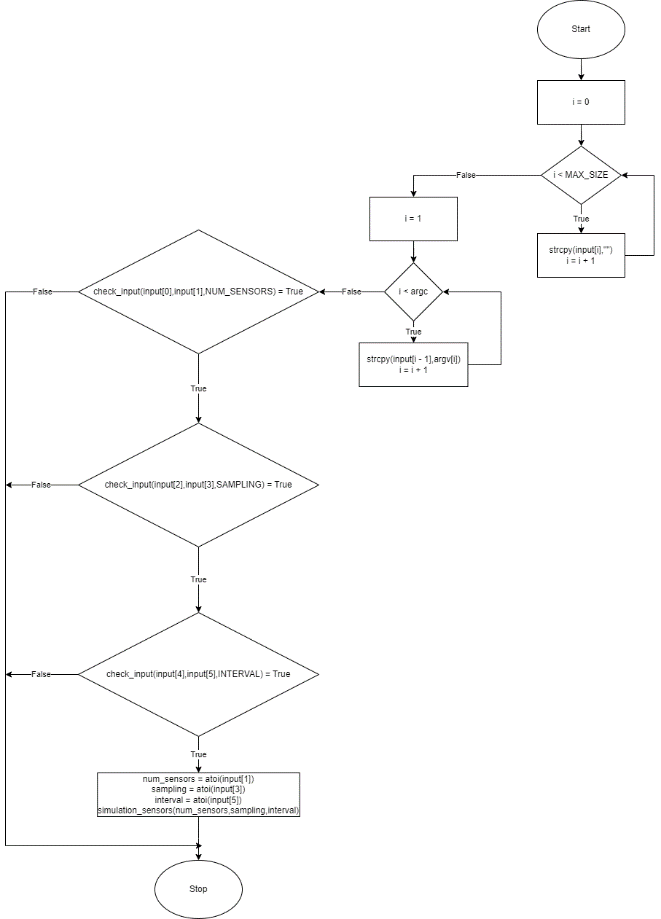 Start
i = 0
i < MAX_SIZE
False
True
strcpy(input[i],"")
i = i + 1
i = 1
i < argc
False
True
strcpy(input[i - 1],argv[i])
i = i + 1
check_input(input[0],input[1],NUM_SENSORS) = True
False
True
check_input(input[2],input[3],SAMPLING) = True
False
True
check_input(input[4],input[5],INTERVAL) = True
False
True
num_sensors = atoi(input[1])
sampling = atoi(input[3])
interval = atoi(input[5])
simulation_sensors(num_sensors,sampling,interval)
Stop